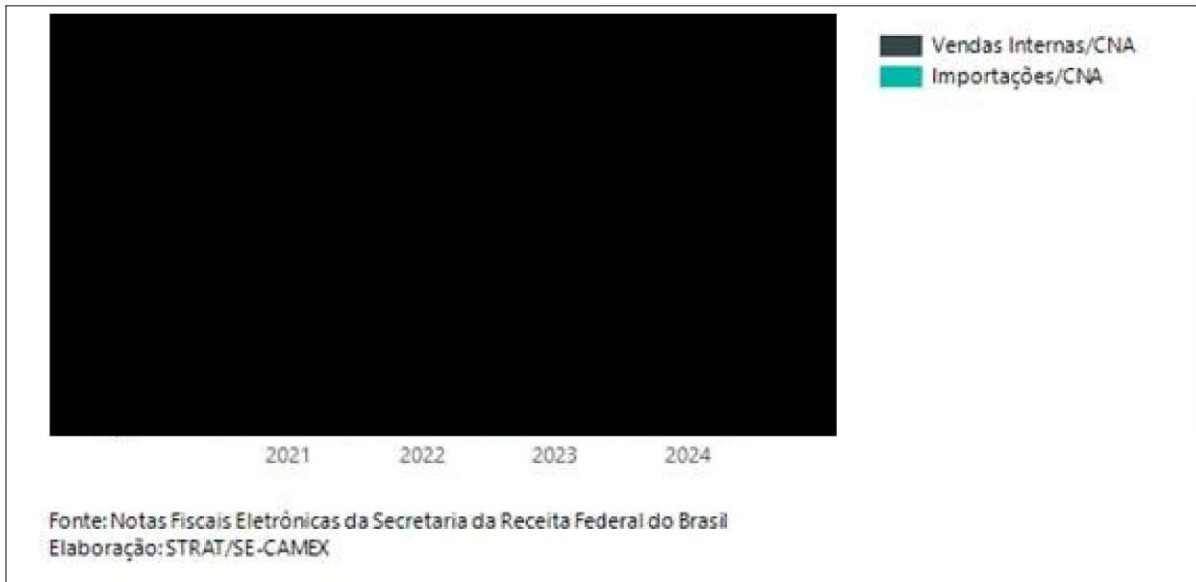 Vendas Internas/CNA
Importações/CNA
2021 2022 2023 2024
Fonte: Notas Fiscais Eletrônicas da Secretaria da Receita Federal do Brasil
Elaboração: STRAT/SE-CAMEX